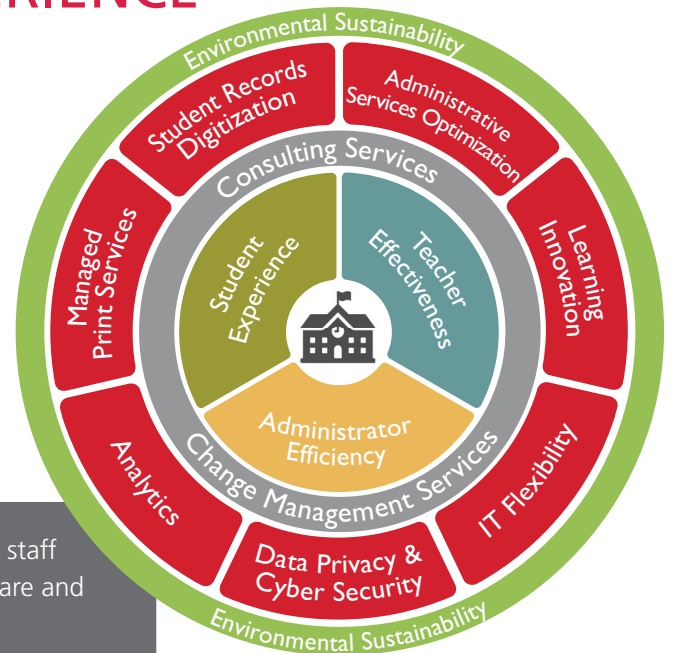 ERIENCE
Environmental Sustainability
Student Records
Digitization
Administrative
Services Optimization
Managed
Print Services
Consulting Services
Learning
Innovation
Student
Experience
Teacher
Effectiveness
Administrator
Efficiency
Change Management Services
Analytics
IT Flexibility
Data Privacy &
Cyber Security
staff
are and
Environmental Sustainability